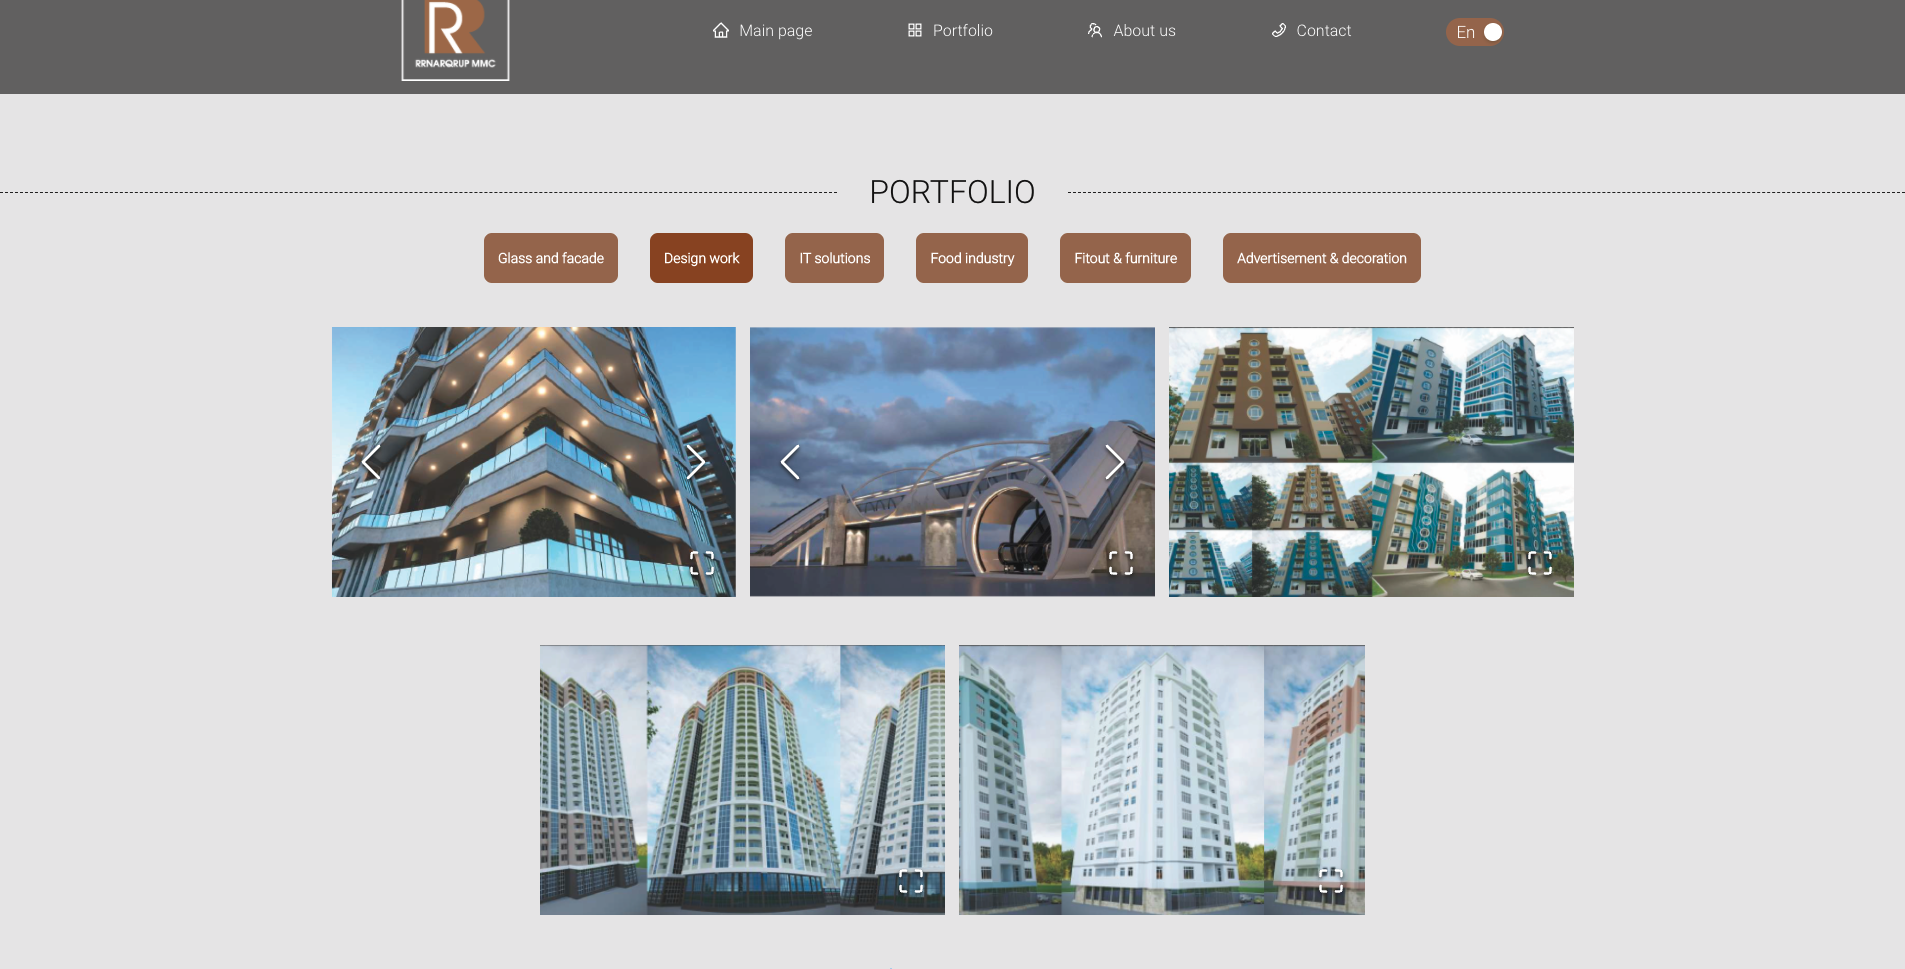 R
RRNARQRUP MMC
Main page
Portfolio
About us
Contact
En
PORTFOLIO
Glass and facade
Design work
IT solutions
Food industry
Fitout & furniture
Advertisement & decoration